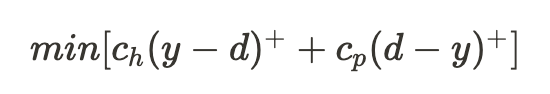 min[c_h(y − d)^+ + c_p(d − y)^+]